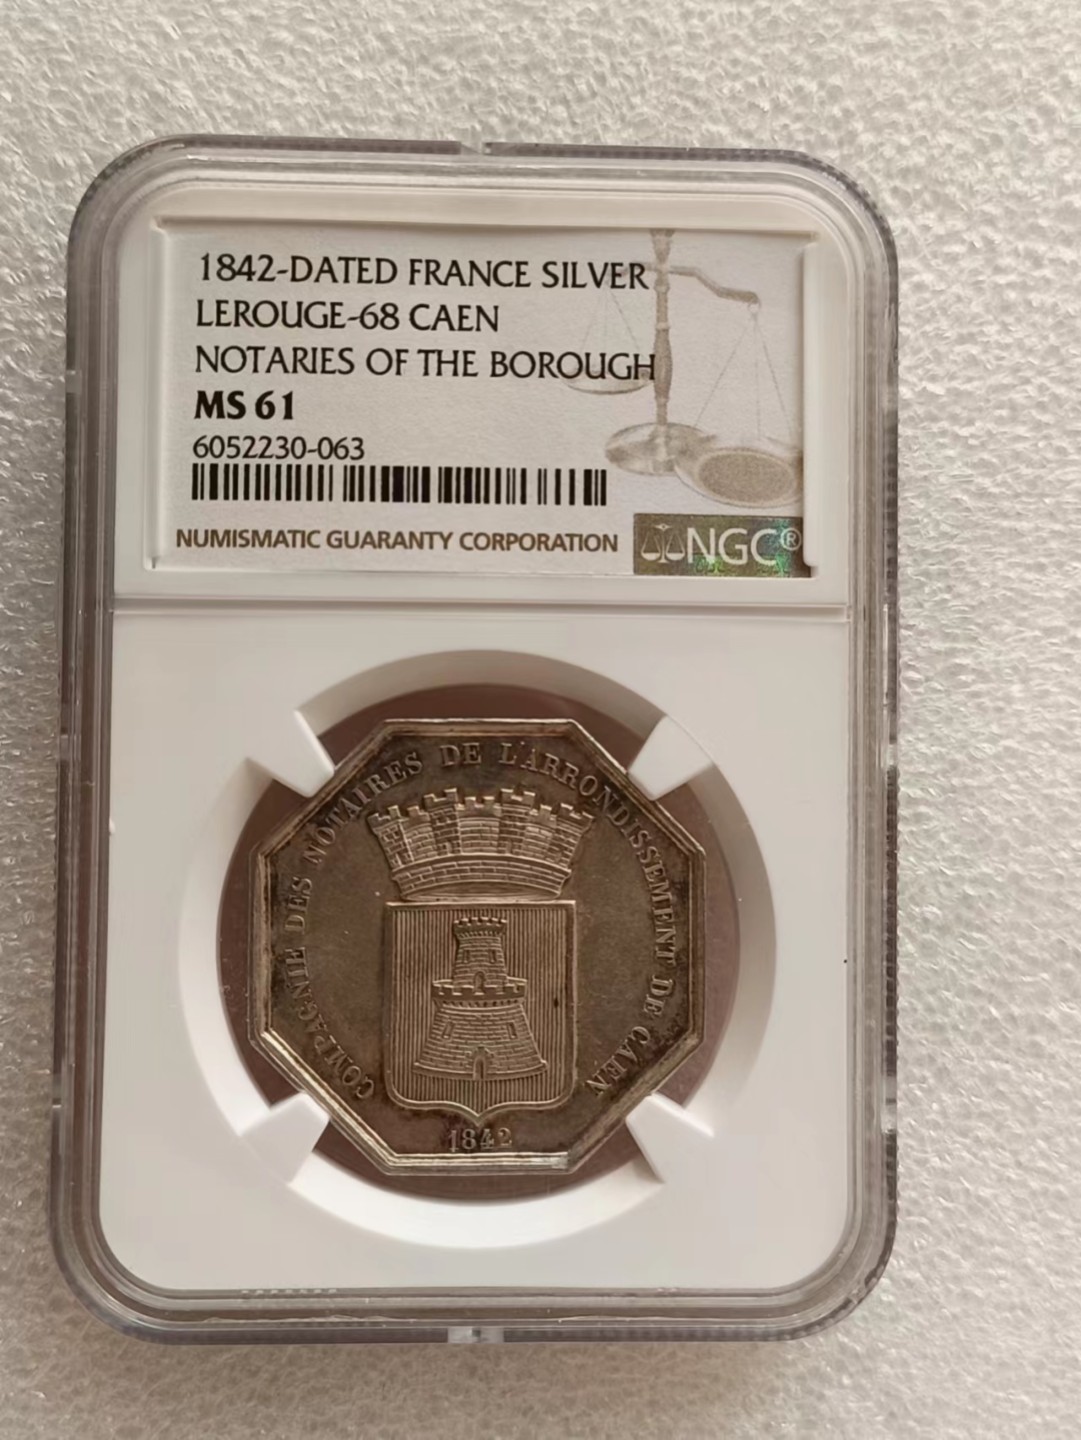 1842-DATED FRANCE SILVER
LEROUGE-68 CAEN
NOTARIES OF THE BOROUGH
MS 61
6052230-063
NUMISMATIC GUARANTY CORPORATION
NGC®
COMPAGNIE DES NOTAIRES DE L'ARRONDISSEMENT DE CAEN
1842